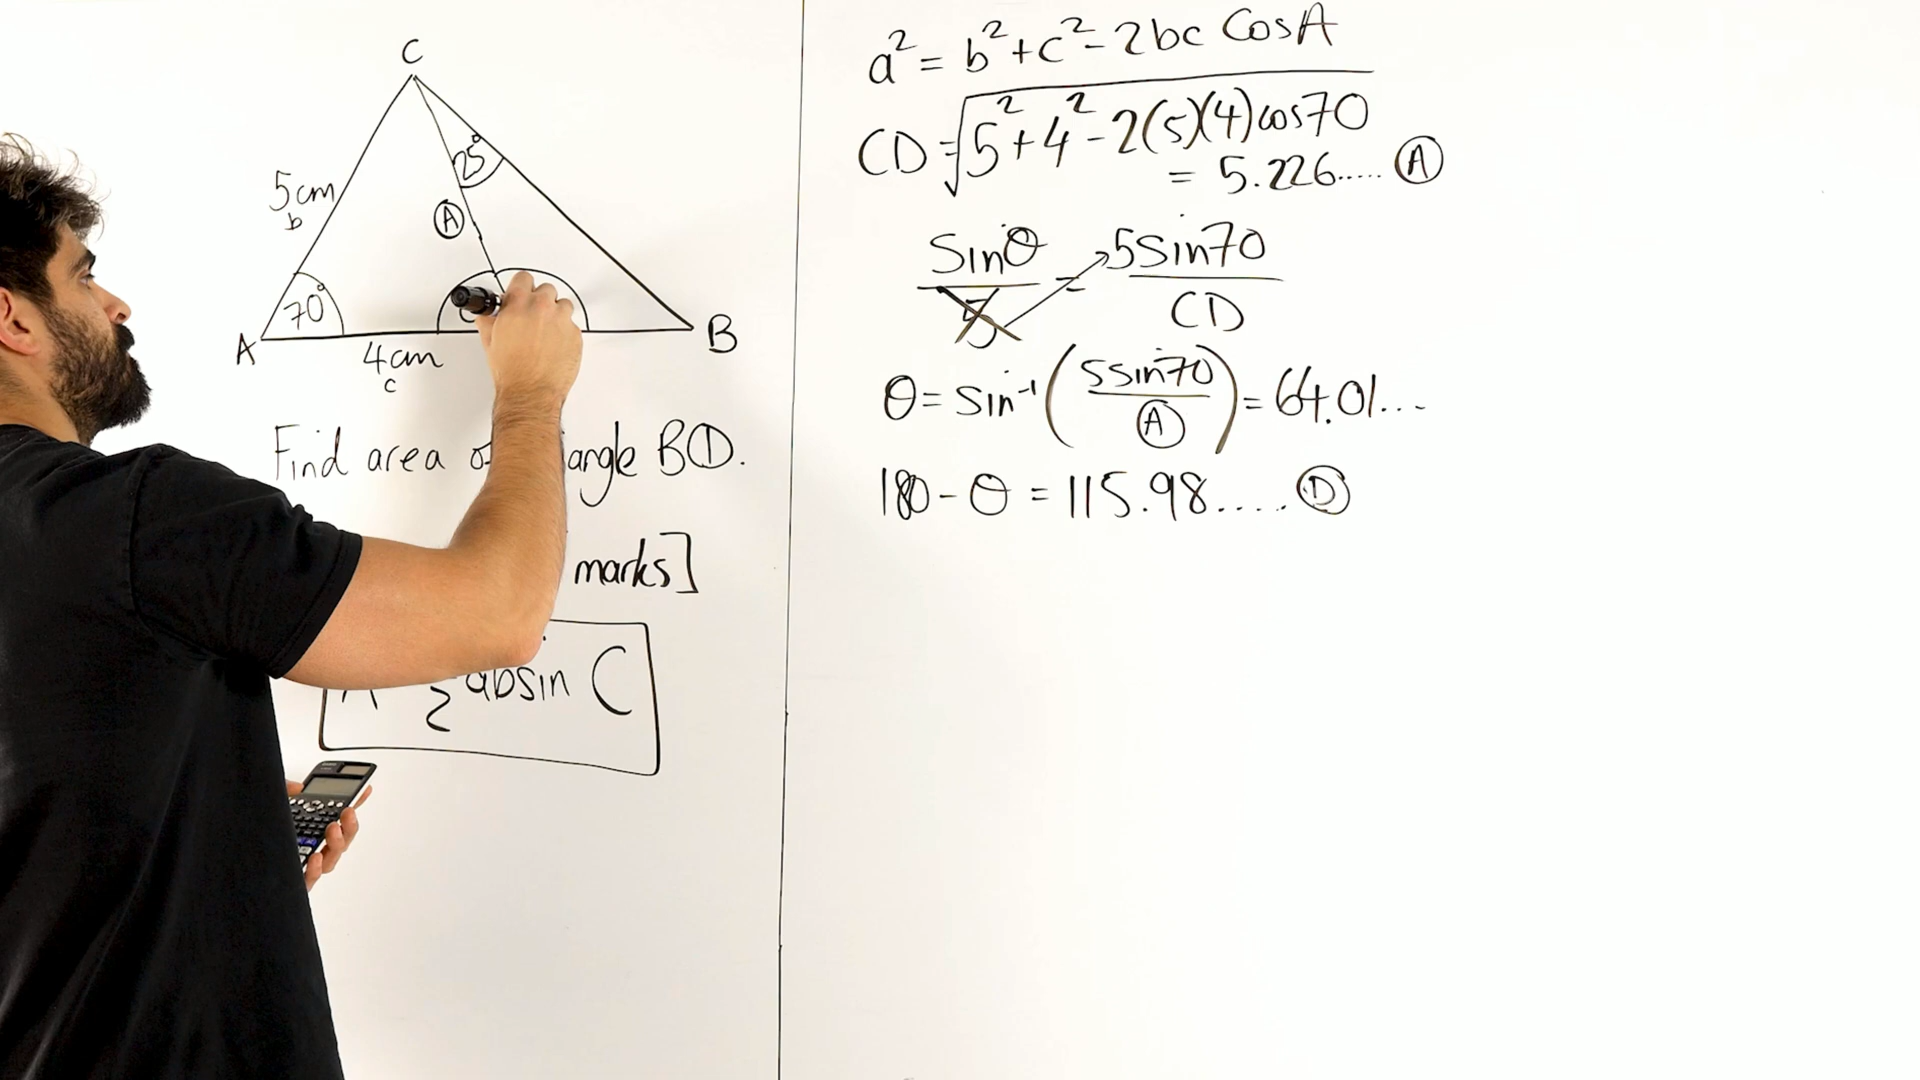 C
25°
5cm
b
A
70°
A
B
4cm
c
Find area of angle BCD.
marks]
2 absin C
a² = b² + c² - 2bc CosA
CD = √5² + 4² - 2(5)(4)cos70
= 5.226..... A
Sinθ = 5Sin70
5 CD
θ = Sin⁻¹ (5Sin70 / A) = 64.01...
180 - θ = 115.98..... D